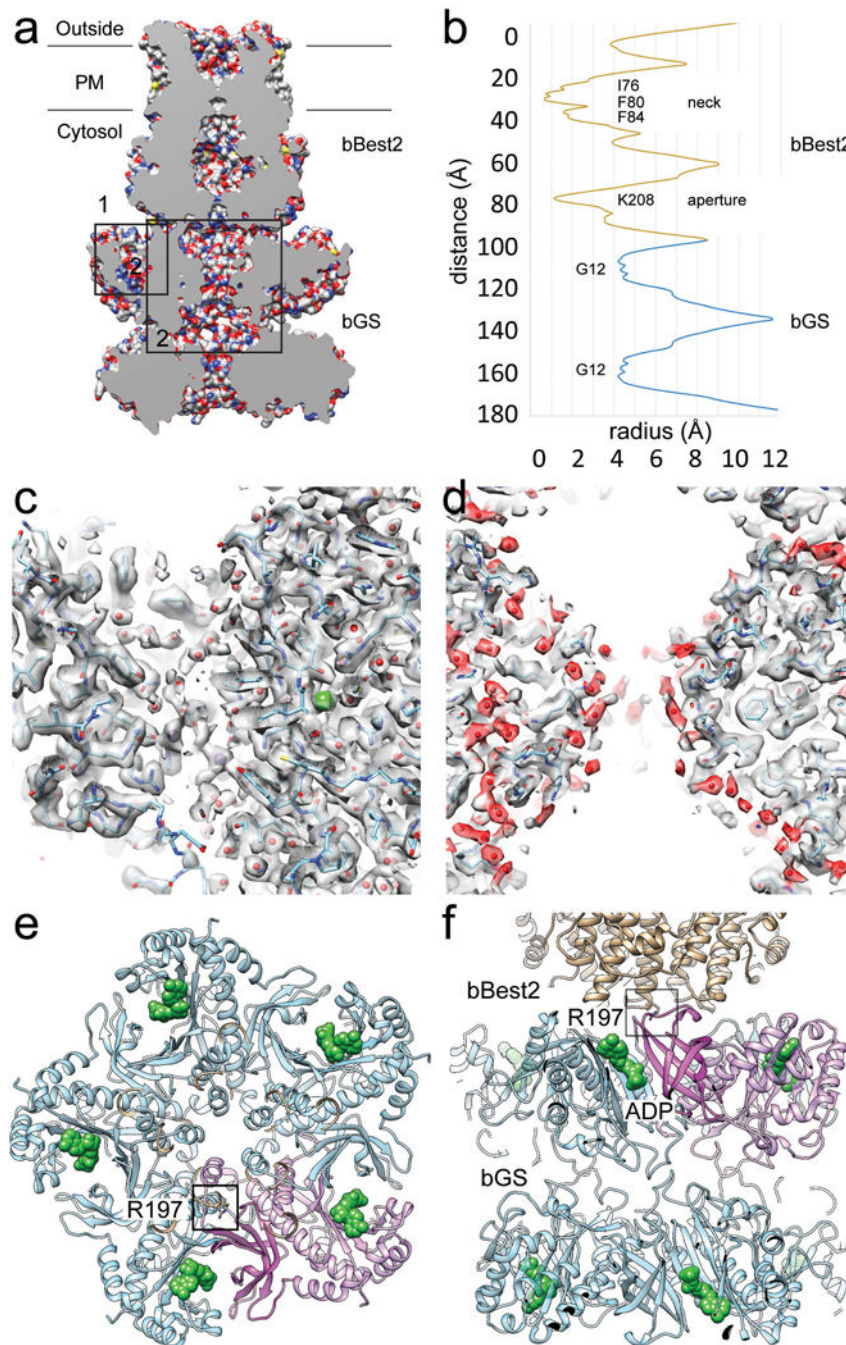 a
Outside
PM
Cytosol
bBest2
1
2
2
bGS
b
0
20
40
60
80
100
120
140
160
180
distance (Å)
I76
F80
F84
neck
bBest2
K208
aperture
G12
bGS
G12
radius (Å)
0 2 4 6 8 10 12
c
d
e
R197
f
bBest2
R197
ADP
bGS